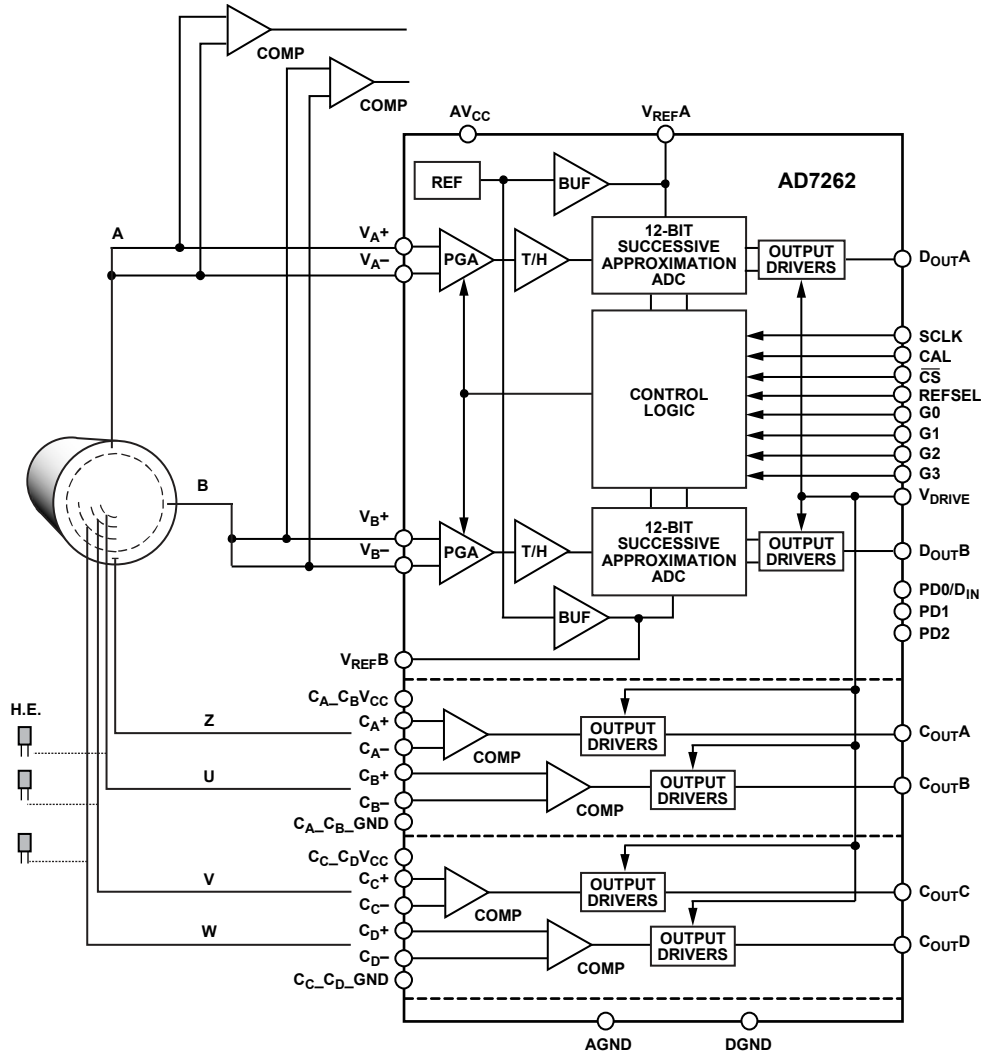 COMP
COMP
AVCC
VREFA
AD7262
REF
BUF
A
VA+
VA−
PGA
T/H
12-BIT
SUCCESSIVE
APPROXIMATION
ADC
OUTPUT
DRIVERS
DOUTA
SCLK
CAL
CS
REFSEL
G0
G1
G2
G3
VDRIVE
CONTROL
LOGIC
B
VB+
VB−
PGA
T/H
12-BIT
SUCCESSIVE
APPROXIMATION
ADC
OUTPUT
DRIVERS
DOUTB
PD0/DIN
PD1
PD2
BUF
VREFB
CA_CBVCC
H.E.
Z
CA+
CA−
COMP
OUTPUT
DRIVERS
COUTA
U
CB+
CB−
COMP
OUTPUT
DRIVERS
COUTB
CA_CB_GND
CC_CDVCC
V
CC+
CC−
COMP
OUTPUT
DRIVERS
COUTC
W
CD+
CD−
COMP
OUTPUT
DRIVERS
COUTD
CC_CD_GND
AGND
DGND